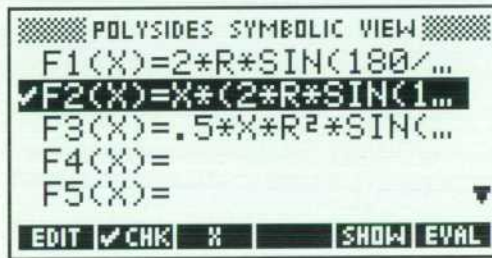 POLYSIDES SYMBOLIC VIEW
F1(X)=2*R*SIN(180/…
✓F2(X)=X*(2*R*SIN(1…
F3(X)=.5*X*R²*SIN(…
F4(X)=
F5(X)=
EDIT ✓CHK X SHOW EVAL